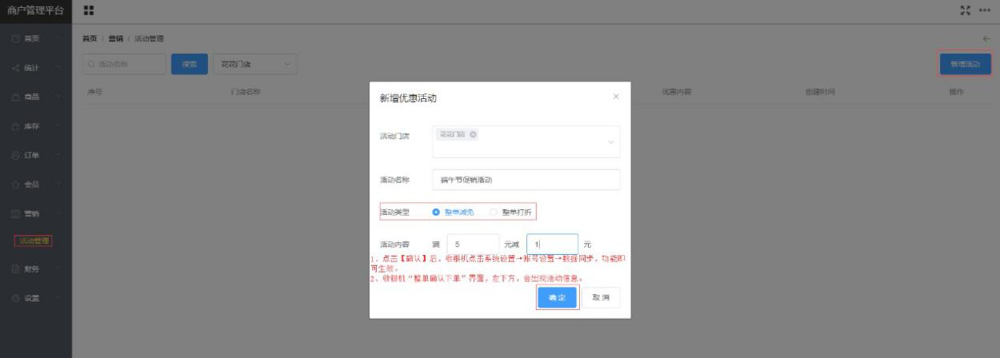 商户管理平台
首页
统计
商品
库存
订单
会员
营销
活动管理
财务
设置
首页 / 营销 / 活动管理
活动名称
搜索
花花门店
新增活动
序号
门店名称
优惠内容
创建时间
操作
新增优惠活动
活动门店
花花门店
活动名称
端午节促销活动
活动类型
整单减免
整单打折
活动内容
满 5 元减 1 元
1、点击【确认】后，收银机点击系统设置→账号设置→数据同步，功能即
可生效。
2、收银机“整单确认下单”界面，左下方，会出现活动信息。
确 定
取 消